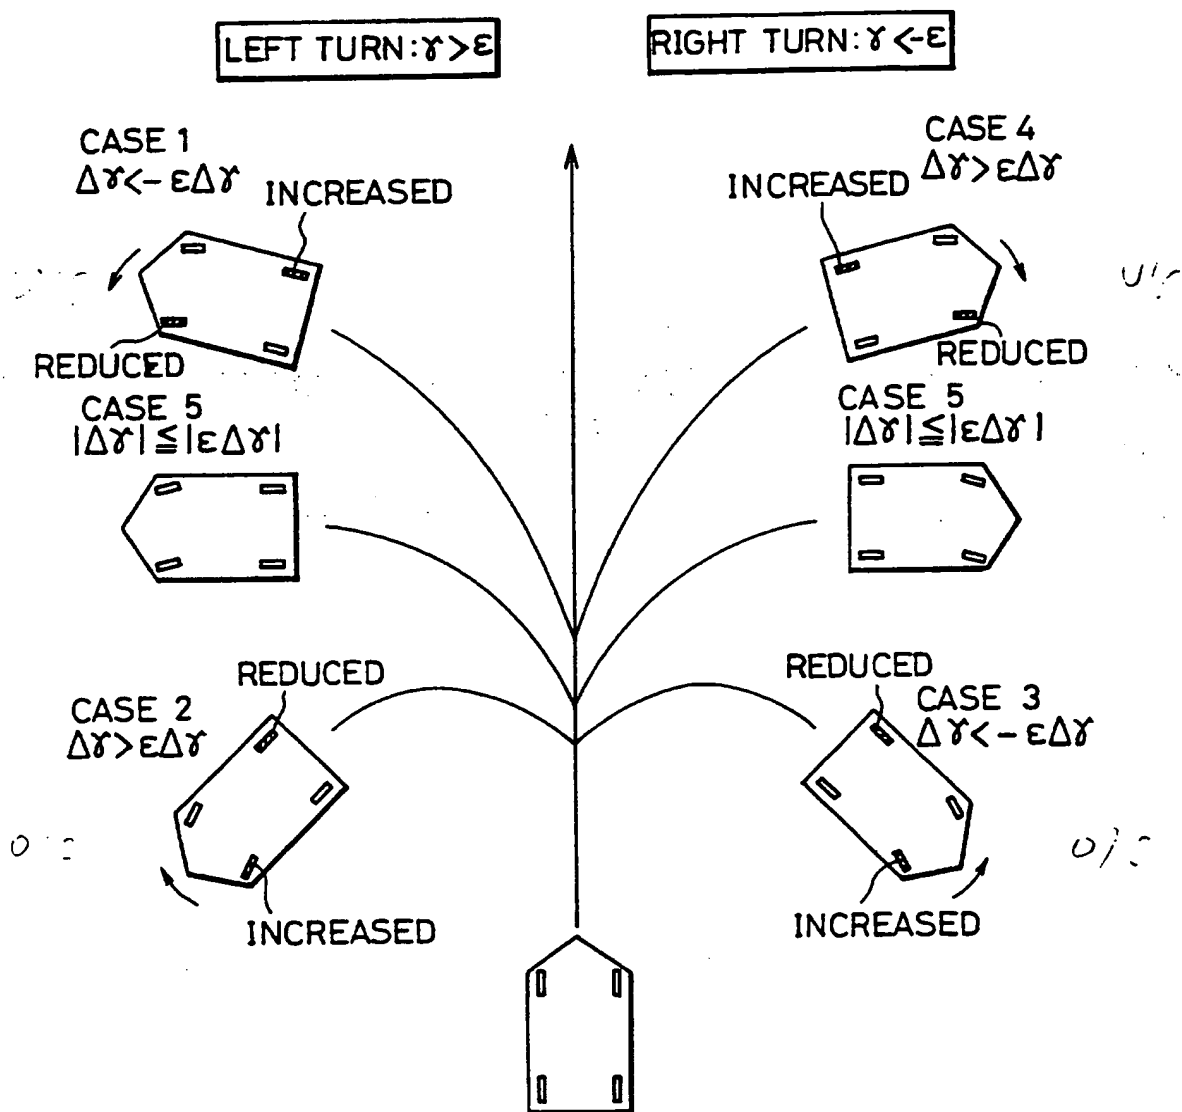 LEFT TURN:γ>ε
RIGHT TURN:γ<-ε
CASE 1
Δγ<-εΔγ
INCREASED
REDUCED
CASE 4
Δγ>εΔγ
INCREASED
REDUCED
CASE 5
|Δγ|≦|εΔγ|
CASE 5
|Δγ|≦|εΔγ|
REDUCED
CASE 2
Δγ>εΔγ
INCREASED
REDUCED
CASE 3
Δγ<-εΔγ
INCREASED